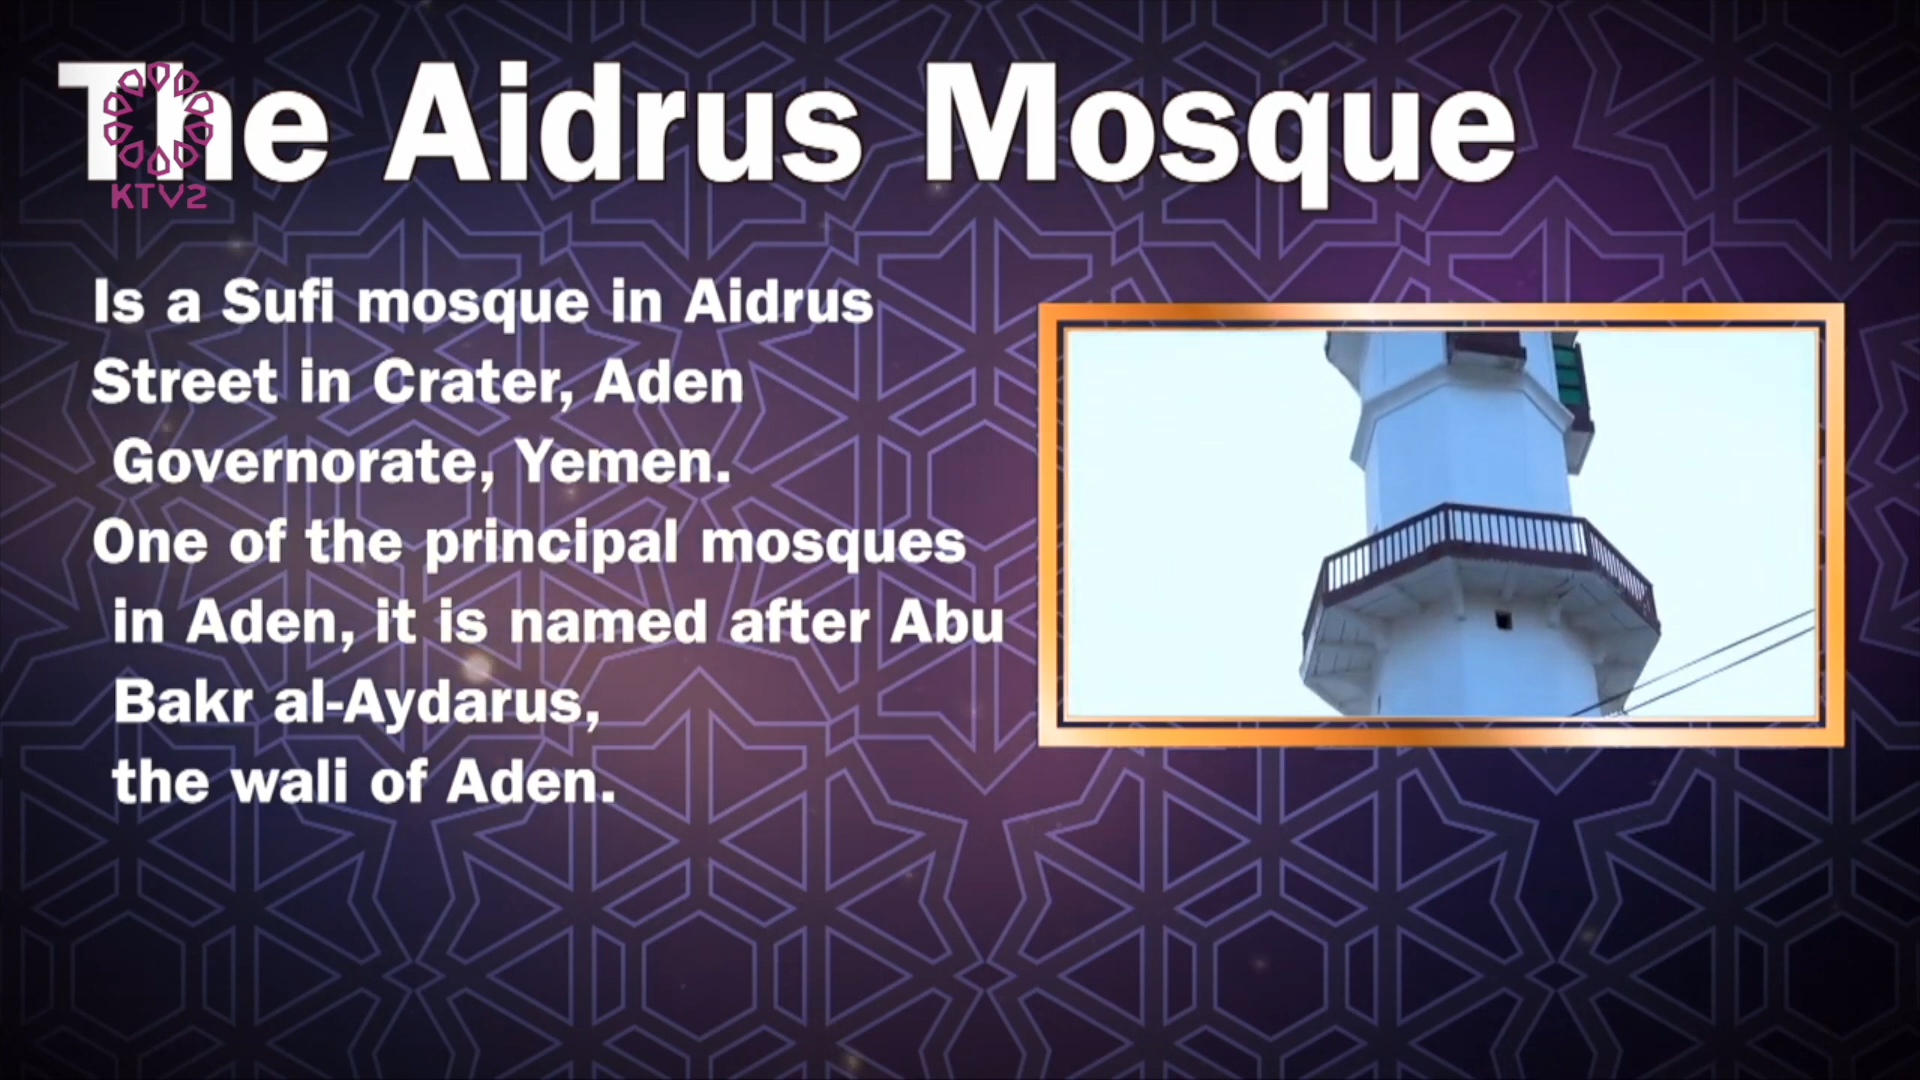 The Aidrus Mosque
KTV2
Is a Sufi mosque in Aidrus
Street in Crater, Aden
Governorate, Yemen.
One of the principal mosques
in Aden, it is named after Abu
Bakr al-Aydarus,
the wali of Aden.